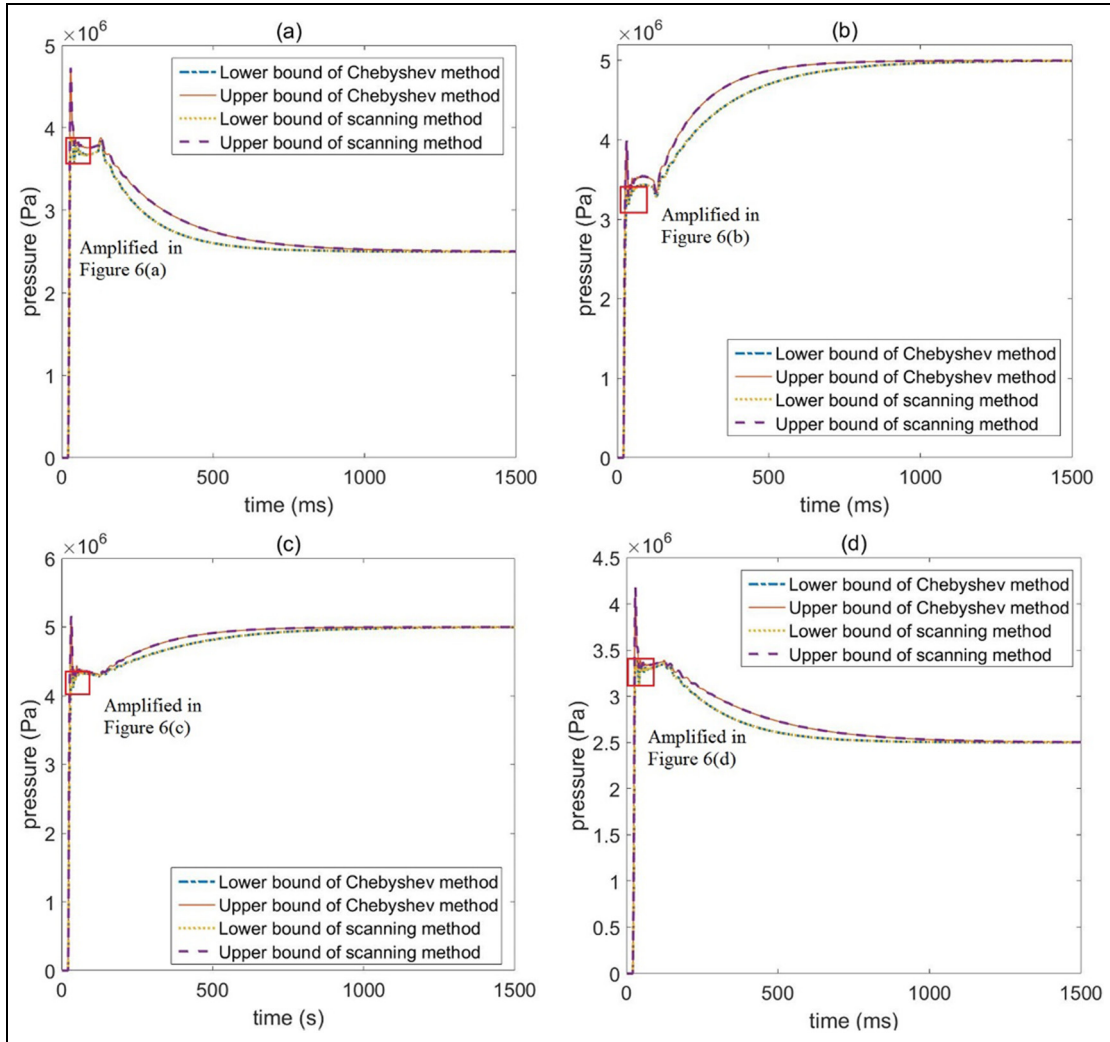 (a)
×10⁶
5
4
3
2
1
0
pressure (Pa)
Lower bound of Chebyshev method
Upper bound of Chebyshev method
Lower bound of scanning method
Upper bound of scanning method
Amplified in
Figure 6(a)
0 500 1000 1500
time (ms)
(b)
×10⁶
5
4
3
2
1
0
pressure (Pa)
Amplified in
Figure 6(b)
Lower bound of Chebyshev method
Upper bound of Chebyshev method
Lower bound of scanning method
Upper bound of scanning method
0 500 1000 1500
time (ms)
(c)
×10⁶
6
5
4
3
2
1
0
pressure (Pa)
Amplified in
Figure 6(c)
Lower bound of Chebyshev method
Upper bound of Chebyshev method
Lower bound of scanning method
Upper bound of scanning method
0 500 1000 1500
time (s)
(d)
×10⁶
4.5
4
3.5
3
2.5
2
1.5
1
0.5
0
pressure (Pa)
Lower bound of Chebyshev method
Upper bound of Chebyshev method
Lower bound of scanning method
Upper bound of scanning method
Amplified in
Figure 6(d)
0 500 1000 1500
time (ms)